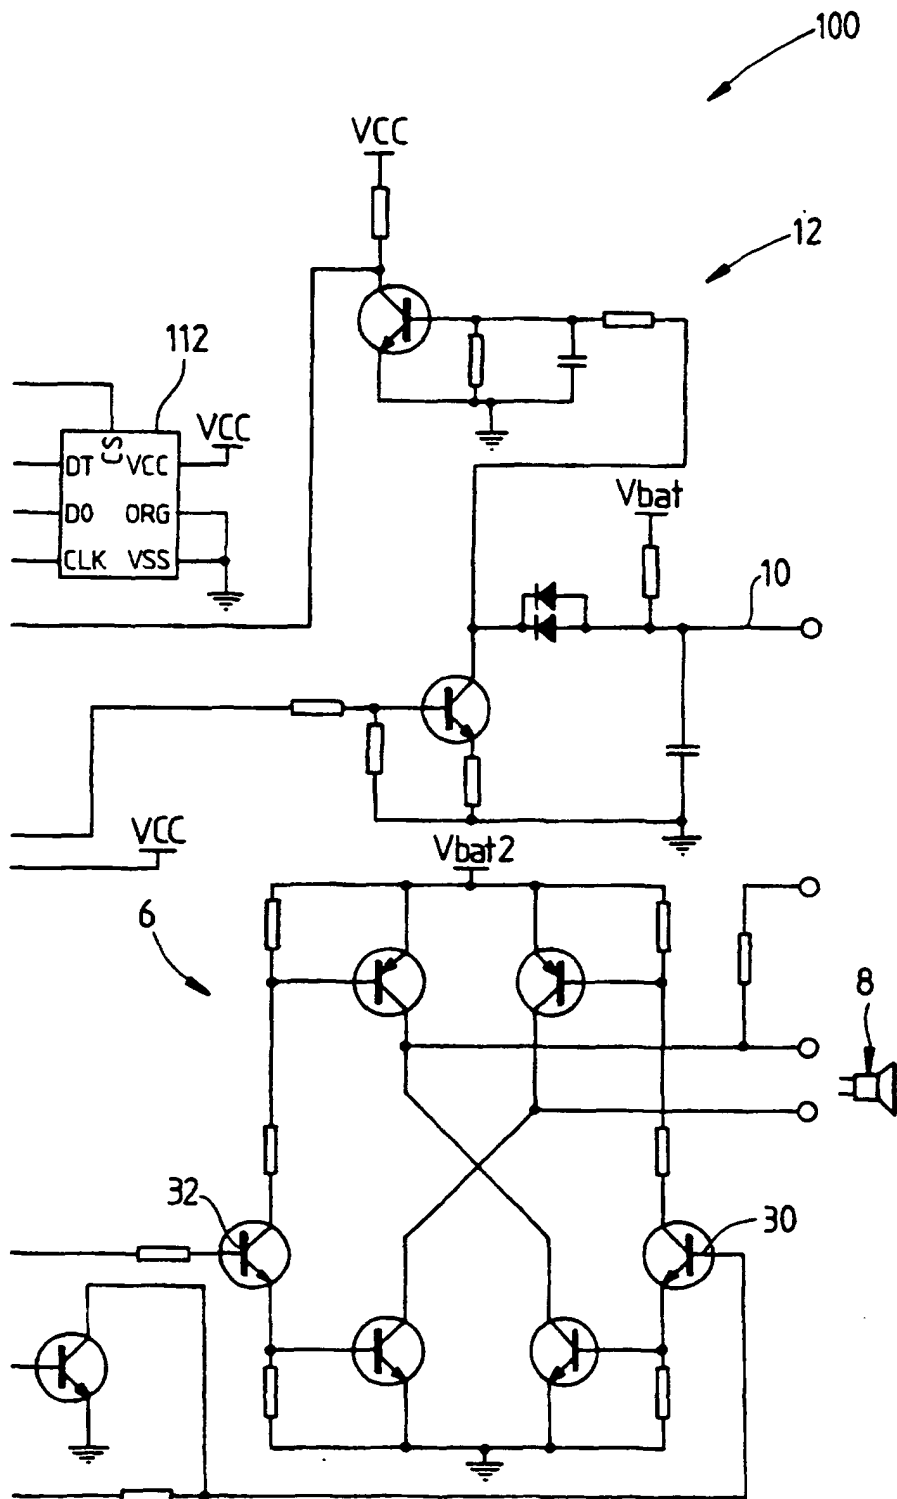 100
VCC
12
112
VCC
CS
DT VCC
DO ORG
CLK VSS
Vbat
10
VCC
Vbat2
6
8
32
30